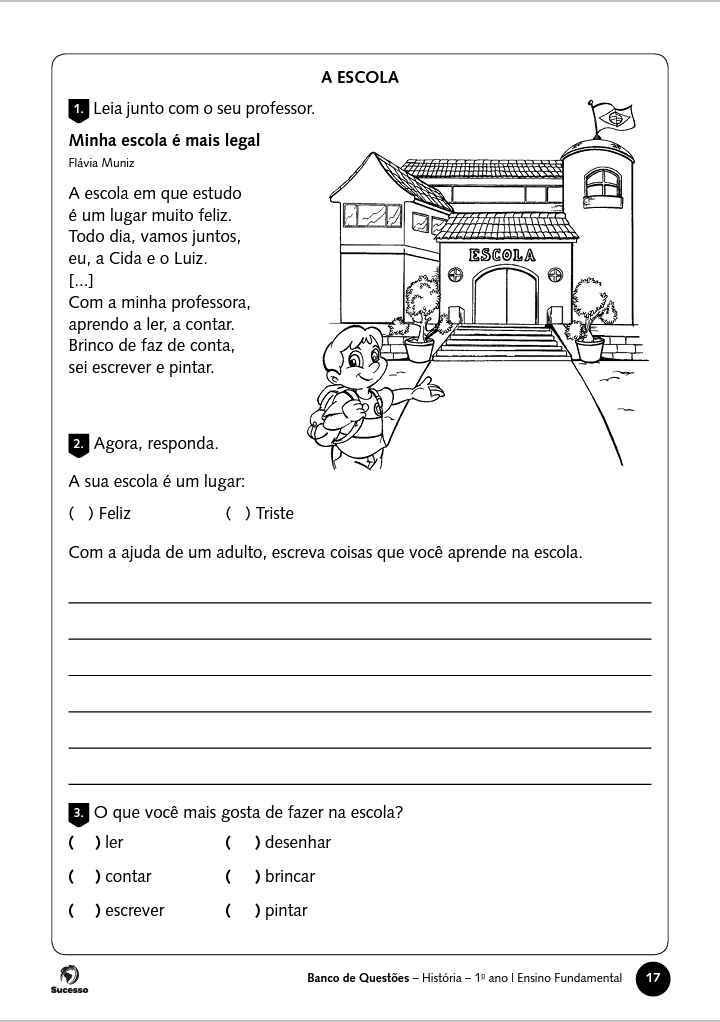 A ESCOLA
1. Leia junto com o seu professor.
Minha escola é mais legal
Flávia Muniz
A escola em que estudo
é um lugar muito feliz.
Todo dia, vamos juntos,
eu, a Cida e o Luiz.
[...]
Com a minha professora,
aprendo a ler, a contar.
Brinco de faz de conta,
sei escrever e pintar.
ESCOLA
2. Agora, responda.
A sua escola é um lugar:
(   ) Feliz (   ) Triste
Com a ajuda de um adulto, escreva coisas que você aprende na escola.
3. O que você mais gosta de fazer na escola?
(   ) ler (   ) desenhar
(   ) contar (   ) brincar
(   ) escrever (   ) pintar
Sucesso
Banco de Questões – História – 1º ano | Ensino Fundamental 17